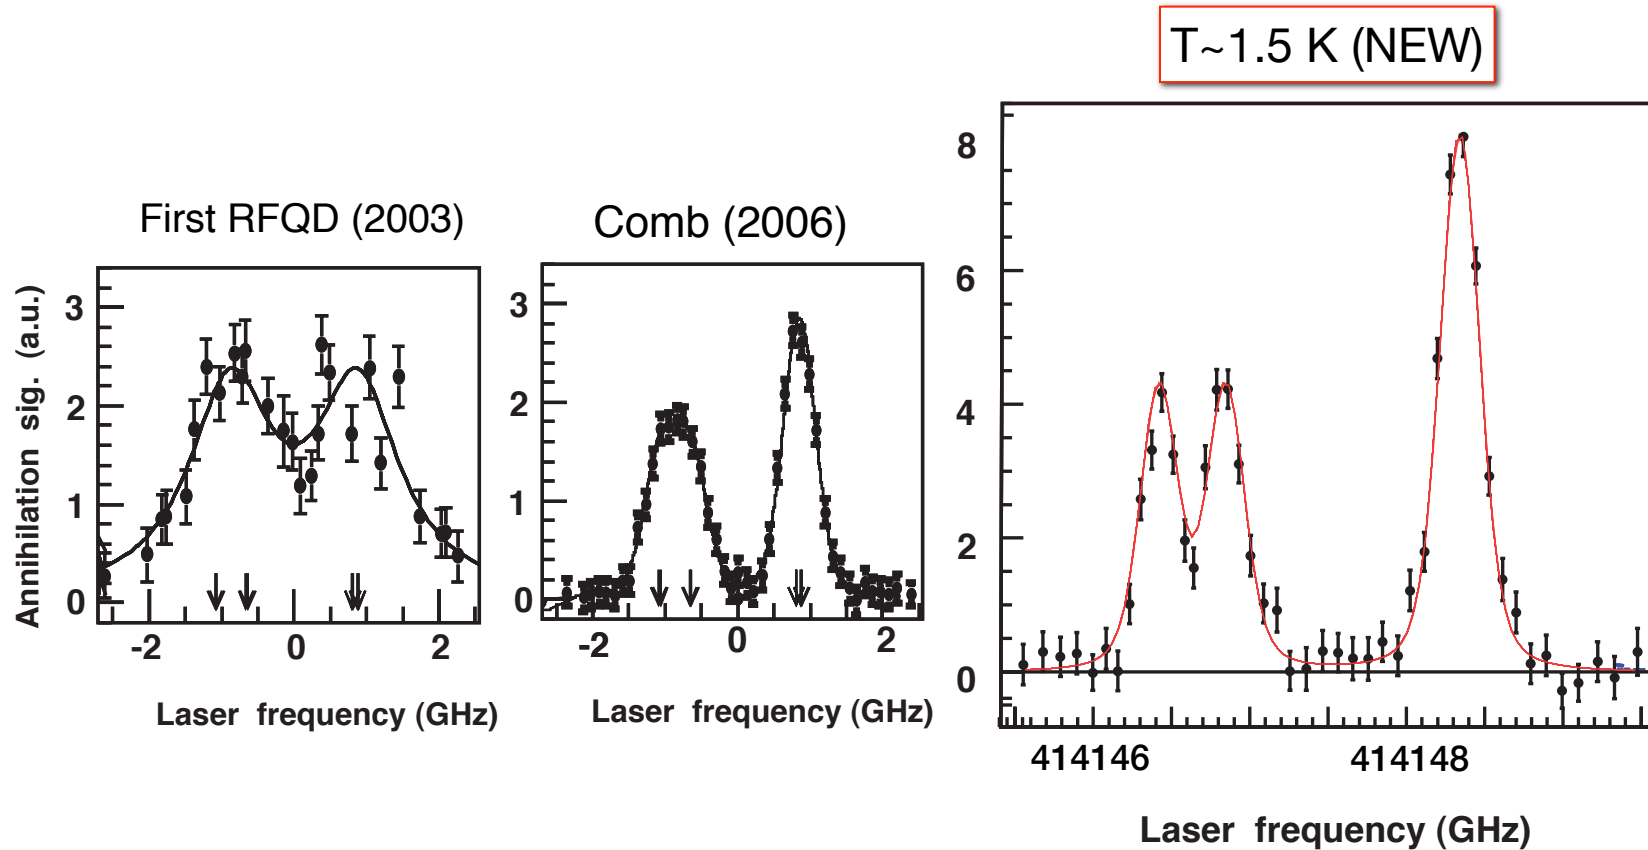 T~1.5 K (NEW)
First RFQD (2003)
Comb (2006)
Annihilation sig. (a.u.)
3
2
1
0
-2 0 2
Laser frequency (GHz)
3
2
1
0
-2 0 2
Laser frequency (GHz)
8
6
4
2
0
414146 414148
Laser frequency (GHz)